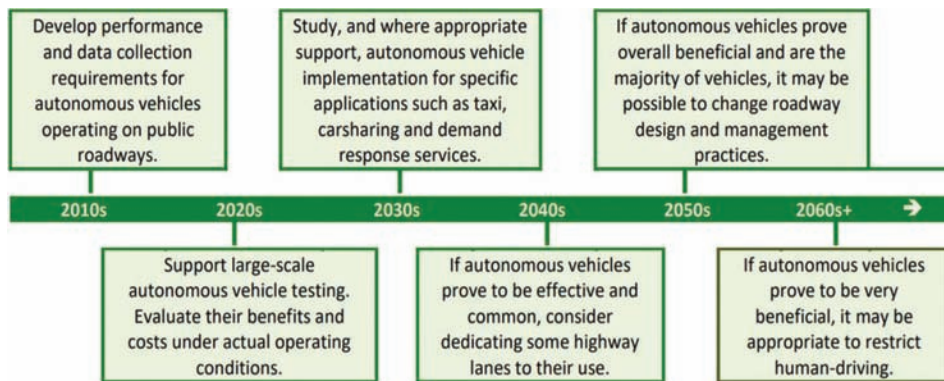 Develop performance
and data collection
requirements for
autonomous vehicles
operating on public
roadways.
Study, and where appropriate
support, autonomous vehicle
implementation for specific
applications such as taxi,
carsharing and demand
response services.
If autonomous vehicles prove
overall beneficial and are the
majority of vehicles, it may be
possible to change roadway
design and management
practices.
2010s 2020s 2030s 2040s 2050s 2060s+ →
Support large-scale
autonomous vehicle testing.
Evaluate their benefits and
costs under actual operating
conditions.
If autonomous vehicles
prove to be effective and
common, consider
dedicating some highway
lanes to their use.
If autonomous vehicles
prove to be very
beneficial, it may be
appropriate to restrict
human-driving.